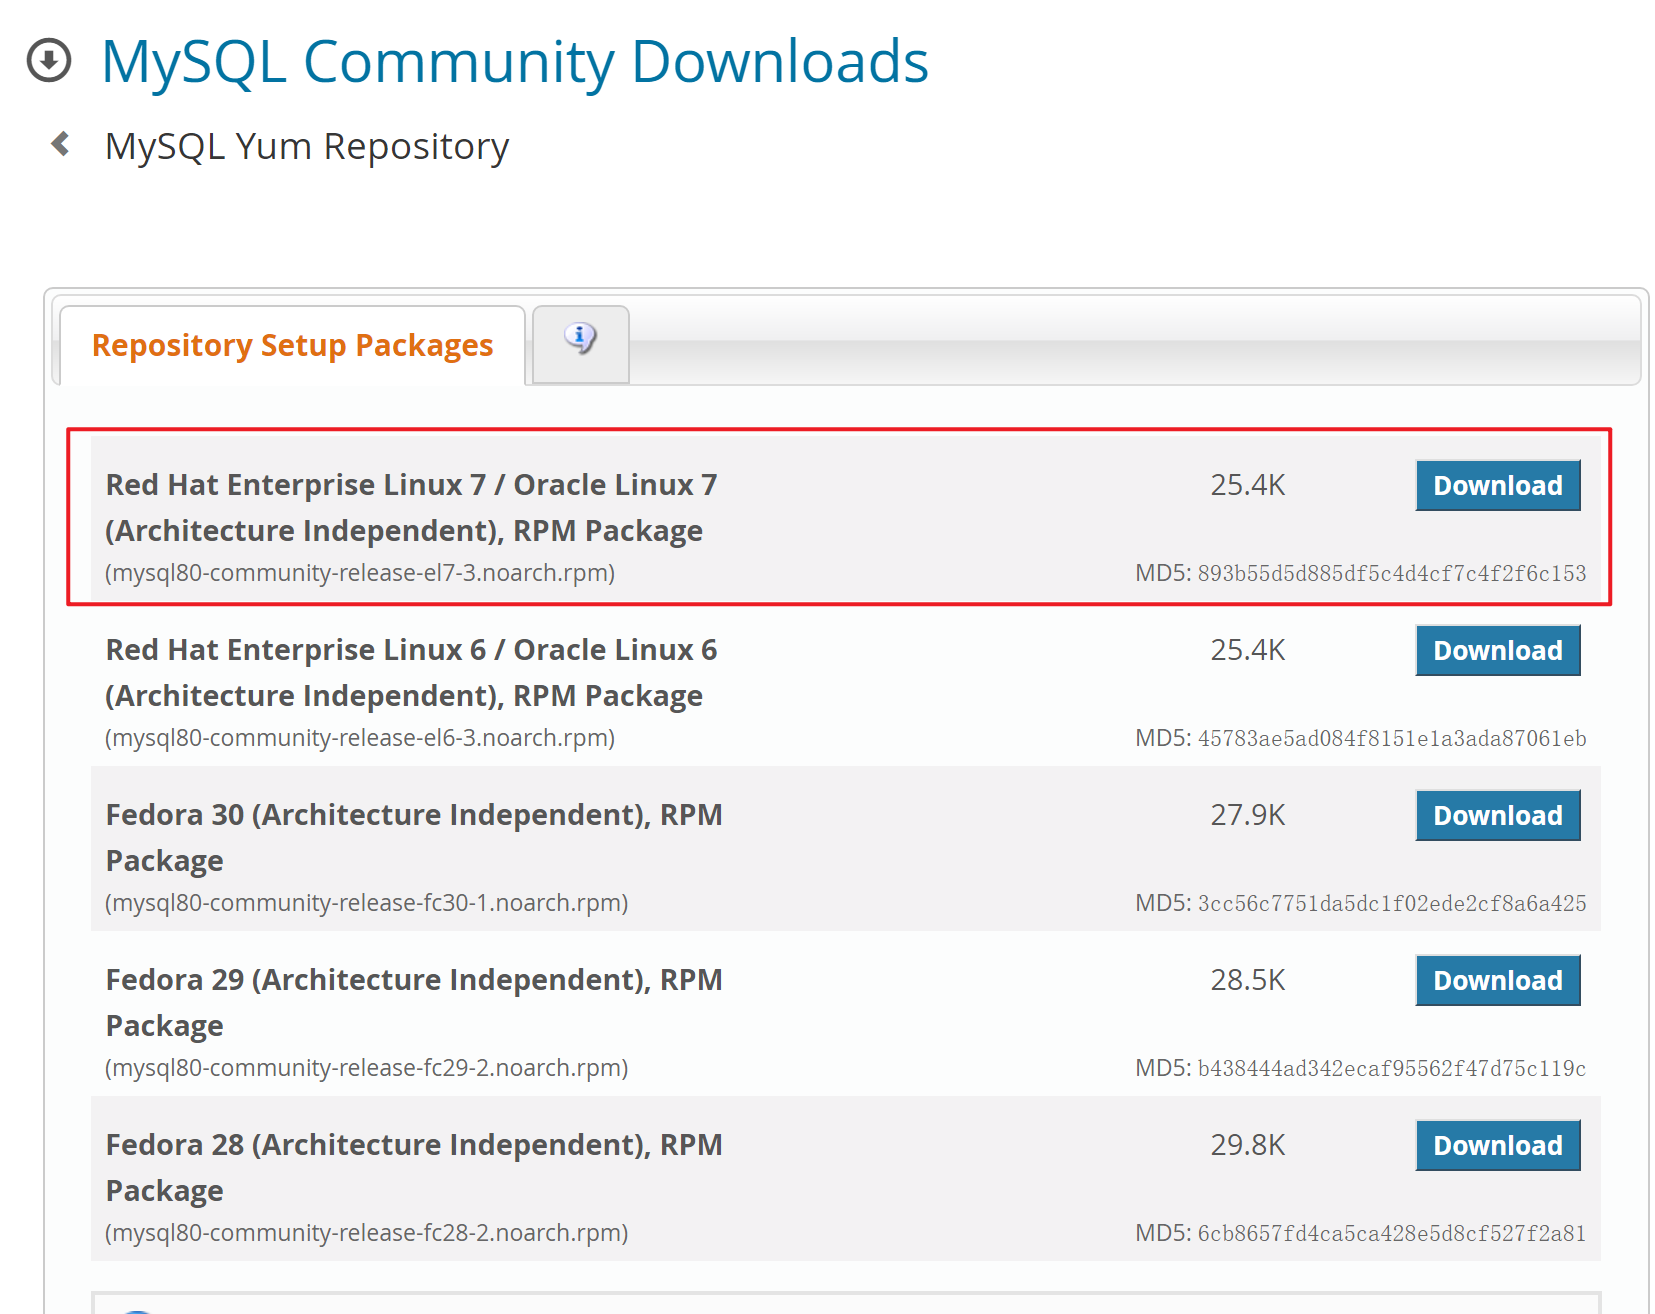 MySQL Community Downloads
MySQL Yum Repository
Repository Setup Packages
Red Hat Enterprise Linux 7 / Oracle Linux 7 25.4K Download
(Architecture Independent), RPM Package
(mysql80-community-release-el7-3.noarch.rpm) MD5: 893b55d5d885df5c4d4cf7c4f2f6c153
Red Hat Enterprise Linux 6 / Oracle Linux 6 25.4K Download
(Architecture Independent), RPM Package
(mysql80-community-release-el6-3.noarch.rpm) MD5: 45783ae5ad084f8151e1a3ada87061eb
Fedora 30 (Architecture Independent), RPM 27.9K Download
Package
(mysql80-community-release-fc30-1.noarch.rpm) MD5: 3cc56c7751da5dc1f02ede2cf8a6a425
Fedora 29 (Architecture Independent), RPM 28.5K Download
Package
(mysql80-community-release-fc29-2.noarch.rpm) MD5: b438444ad342ecaf95562f47d75c119c
Fedora 28 (Architecture Independent), RPM 29.8K Download
Package
(mysql80-community-release-fc28-2.noarch.rpm) MD5: 6cb8657fd4ca5ca428e5d8cf527f2a81